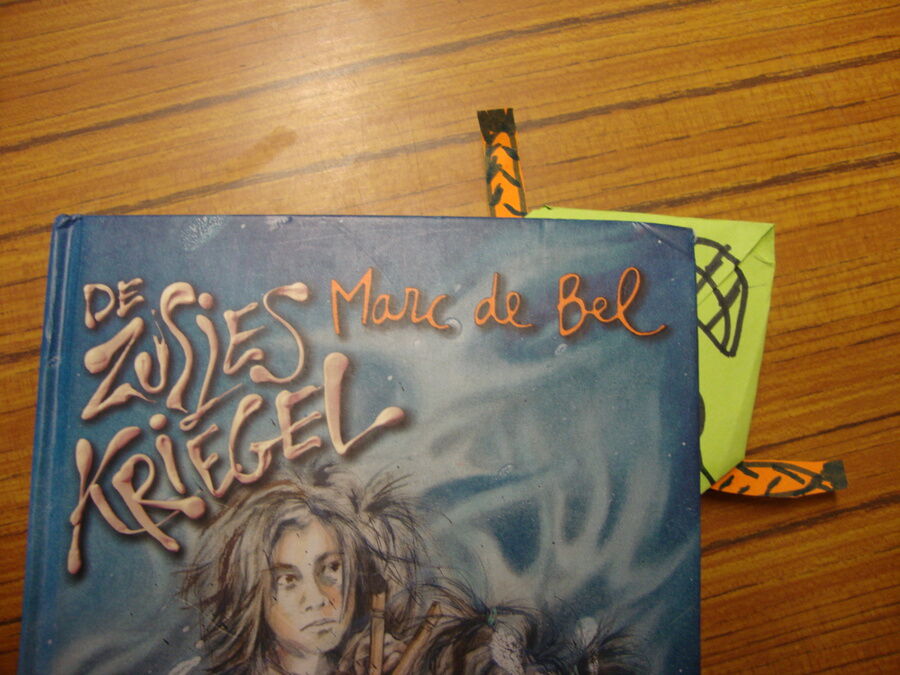 DE
ZUSJES
KRIEGEL
Marc de Bel